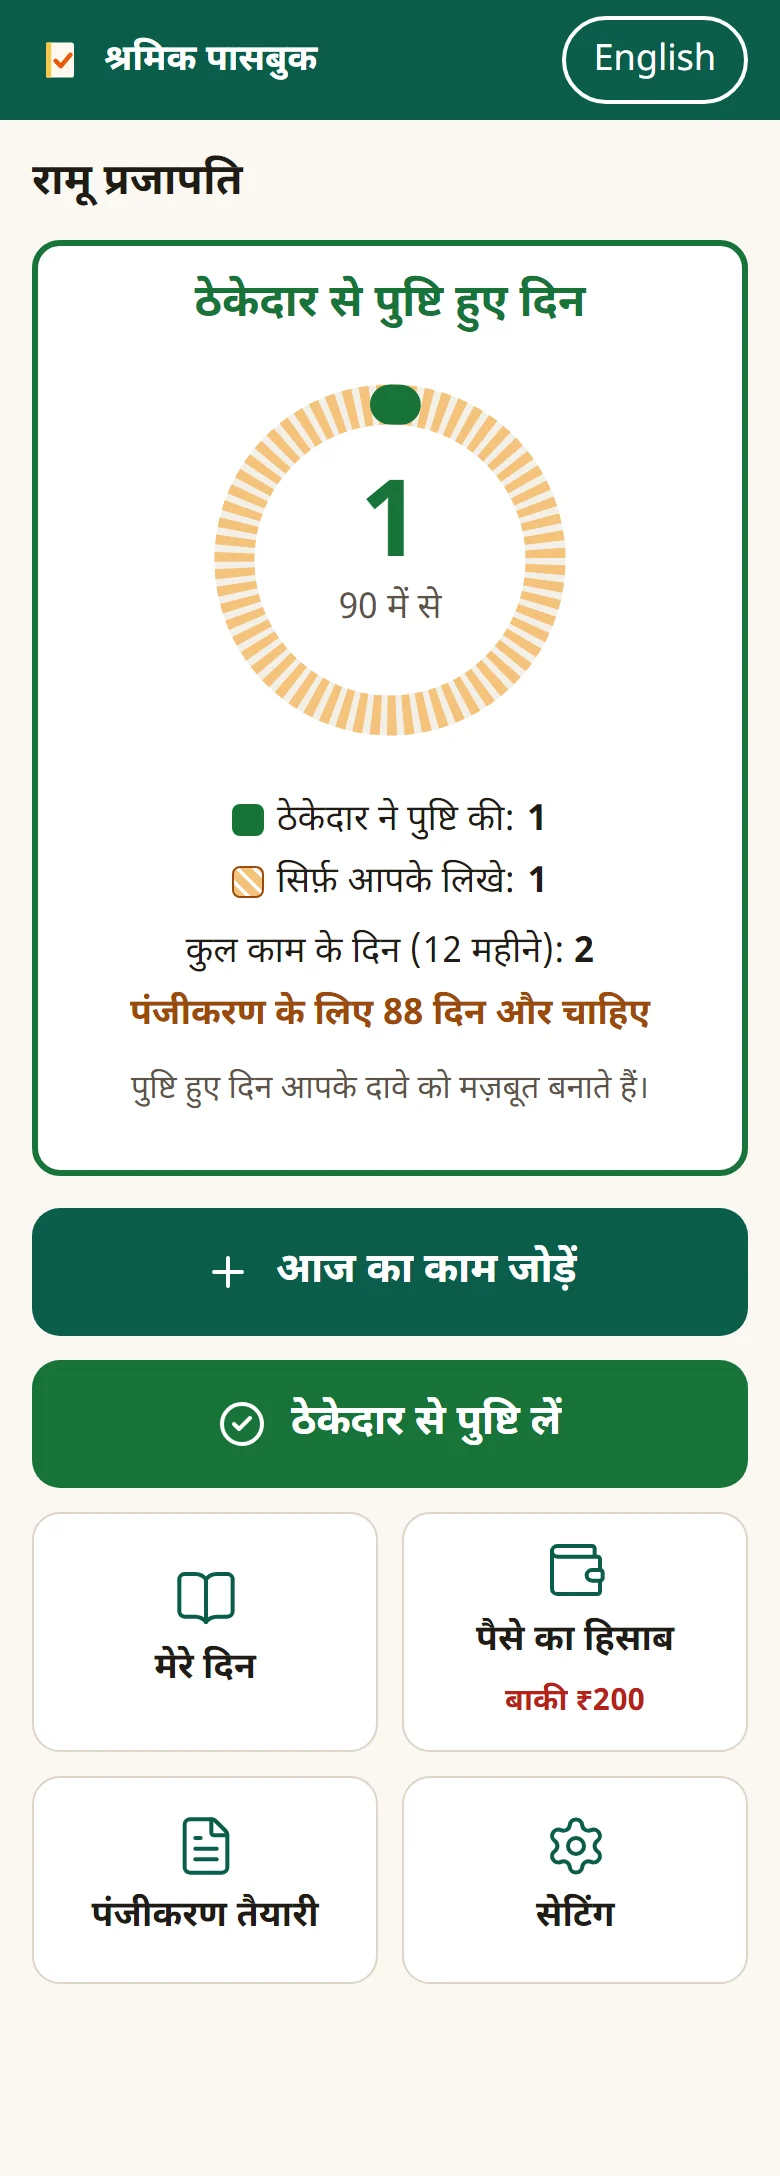 श्रमिक पासबुक
English
रामू प्रजापति
ठेकेदार से पुष्टि हुए दिन
1
90 में से
ठेकेदार ने पुष्टि की: 1
सिर्फ़ आपके लिखे: 1
कुल काम के दिन (12 महीने): 2
पंजीकरण के लिए 88 दिन और चाहिए
पुष्टि हुए दिन आपके दावे को मज़बूत बनाते हैं।
आज का काम जोड़ें
ठेकेदार से पुष्टि लें
मेरे दिन
पैसे का हिसाब
बाकी ₹200
पंजीकरण तैयारी
सेटिंग